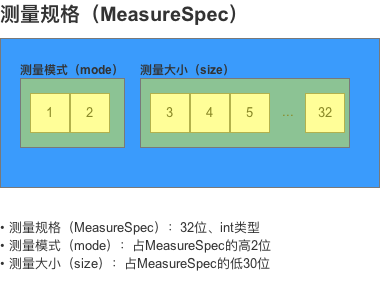 测量规格（MeasureSpec）
测量模式（mode） 测量大小（size）
1 2 3 4 5 ... 32
• 测量规格（MeasureSpec）：32位、int类型
• 测量模式（mode）：占MeasureSpec的高2位
• 测量大小（size）：占MeasureSpec的低30位